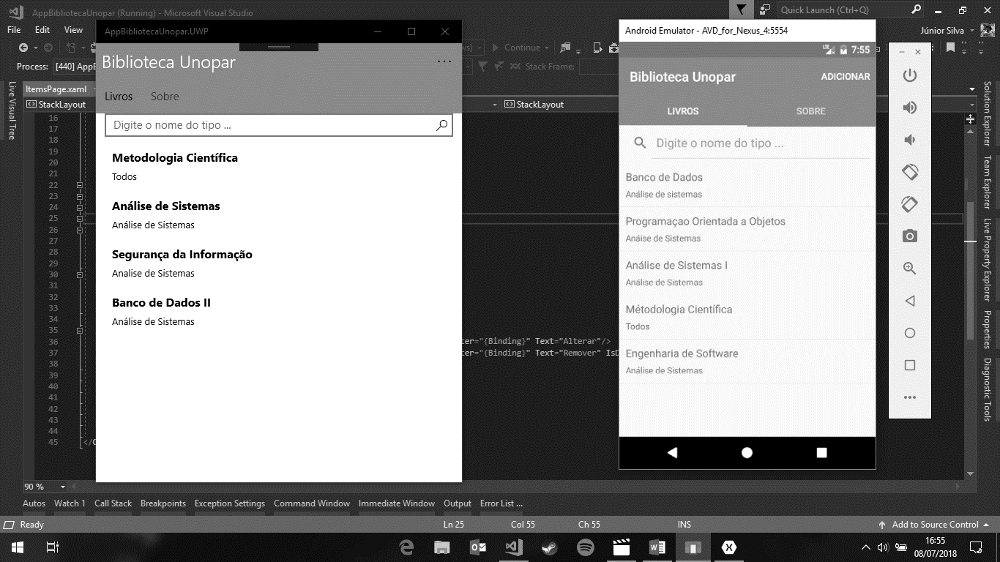 AppBibliotecaUnopar (Running) - Microsoft Visual Studio
Quick Launch (Ctrl+Q)
File Edit View
Júnior Silva
Continue
Process: [440] AppB
Stack Frame:
ItemsPage.xaml
StackLayout
StackLayout
Live Visual Tree
16
17
18
19
20
21
22
23
24
25
26
27
28
29
30
31
32
33
34
35
36
37
38
39
40
41
42
43
44
45
ter="{Binding}" Text="Alterar"/>
ter="{Binding}" Text="Remover" IsD
</C
AppBibliotecaUnopar.UWP
Biblioteca Unopar
Livros Sobre
Digite o nome do tipo ...
Metodologia Científica
Todos
Análise de Sistemas
Análise de Sistemas
Segurança da Informação
Analise de Sistemas
Banco de Dados II
Análise de Sistemas
Android Emulator - AVD_for_Nexus_4:5554
LTE 7:55
Biblioteca Unopar ADICIONAR
LIVROS SOBRE
Digite o nome do tipo ...
Banco de Dados
Análise de sistemas
Programaçao Orientada a Objetos
Anáise de Sistemas
Análise de Sistemas I
Análise de Sistemas
Métodologia Científica
Todos
Engenharia de Software
Análise de Sistemas
Solution Explorer
Team Explorer
Live Property Explorer
Properties
Diagnostic Tools
90 %
Autos Watch 1 Call Stack Breakpoints Exception Settings Command Window Immediate Window Output Error List ...
Ready Ln 25 Col 55 Ch 55 INS Add to Source Control
16:55
08/07/2018